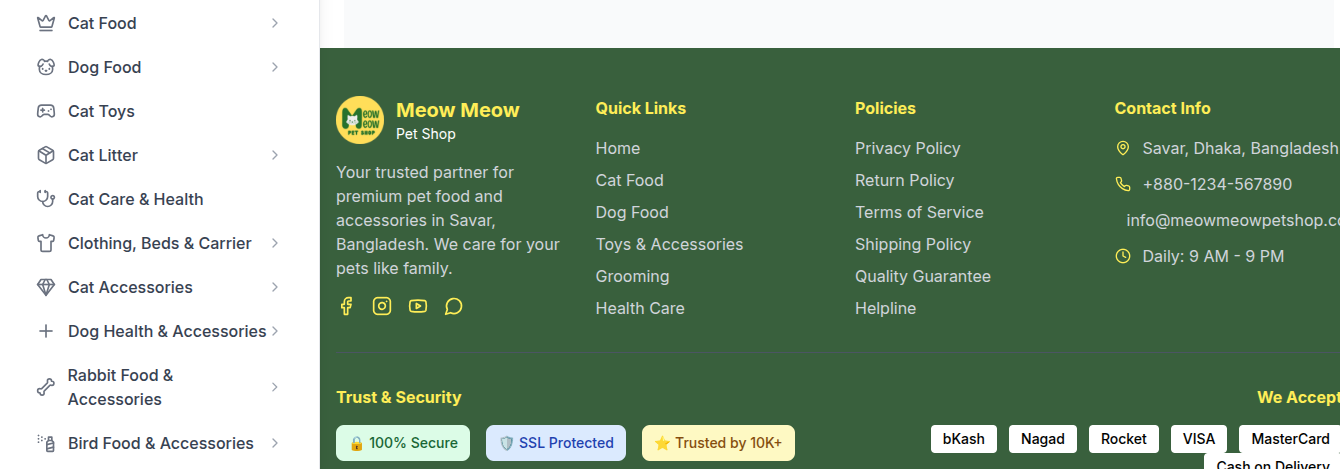 Cat Food
Dog Food
Cat Toys
Cat Litter
Cat Care & Health
Clothing, Beds & Carrier
Cat Accessories
Dog Health & Accessories
Rabbit Food &
Accessories
Bird Food & Accessories
Meow
eow
PET SHOP
Meow Meow
Pet Shop
Your trusted partner for
premium pet food and
accessories in Savar,
Bangladesh. We care for your
pets like family.
Quick Links
Home
Cat Food
Dog Food
Toys & Accessories
Grooming
Health Care
Policies
Privacy Policy
Return Policy
Terms of Service
Shipping Policy
Quality Guarantee
Helpline
Contact Info
Savar, Dhaka, Bangladesh
+880-1234-567890
info@meowmeowpetshop.co
Daily: 9 AM - 9 PM
Trust & Security
🔒 100% Secure
🛡️ SSL Protected
⭐ Trusted by 10K+
We Accept
bKash
Nagad
Rocket
VISA
MasterCard
Cash on Delivery